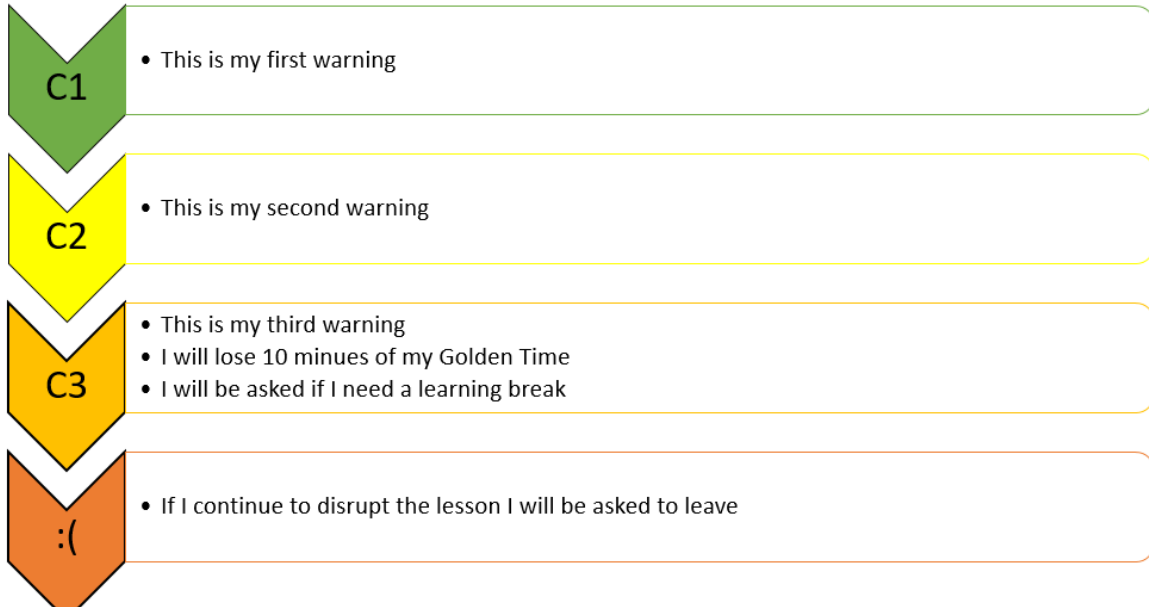 C1
• This is my first warning
C2
• This is my second warning
C3
• This is my third warning
• I will lose 10 minues of my Golden Time
• I will be asked if I need a learning break
:(
• If I continue to disrupt the lesson I will be asked to leave